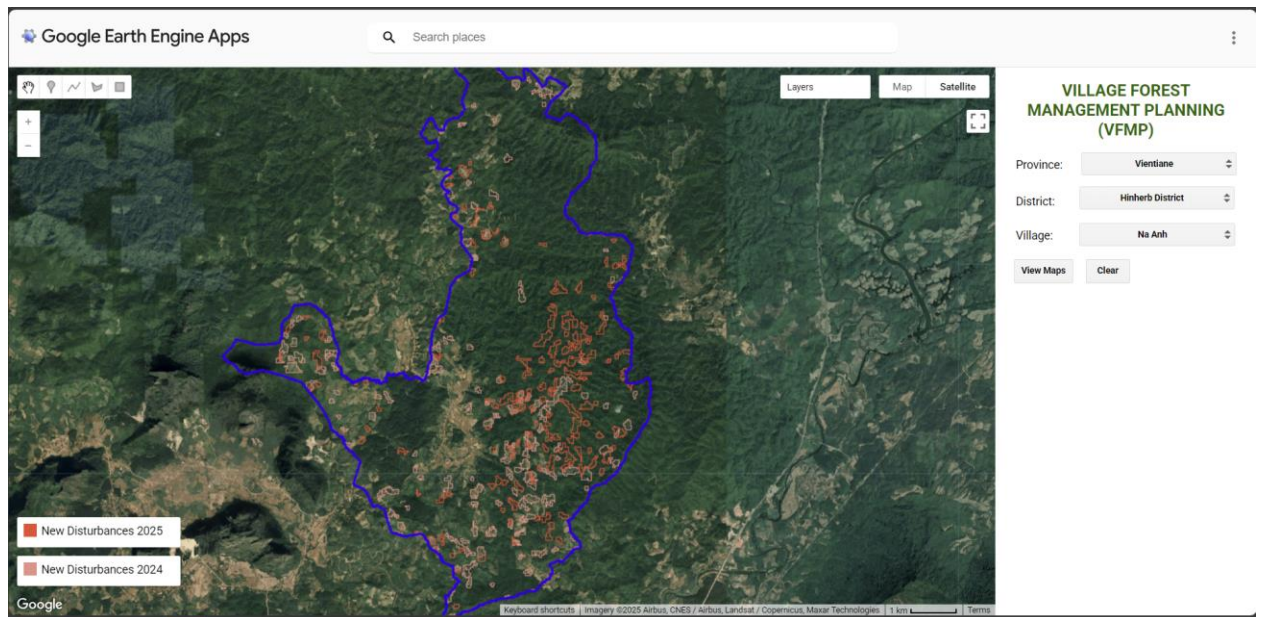 Google Earth Engine Apps
Search places
Layers
Map
Satellite
+
−
VILLAGE FOREST
MANAGEMENT PLANNING
(VFMP)
Province:
Vientiane
District:
Hinherb District
Village:
Na Anh
View Maps
Clear
New Disturbances 2025
New Disturbances 2024
Google
Keyboard shortcuts
Imagery ©2025 Airbus, CNES / Airbus, Landsat / Copernicus, Maxar Technologies
1 km
Terms